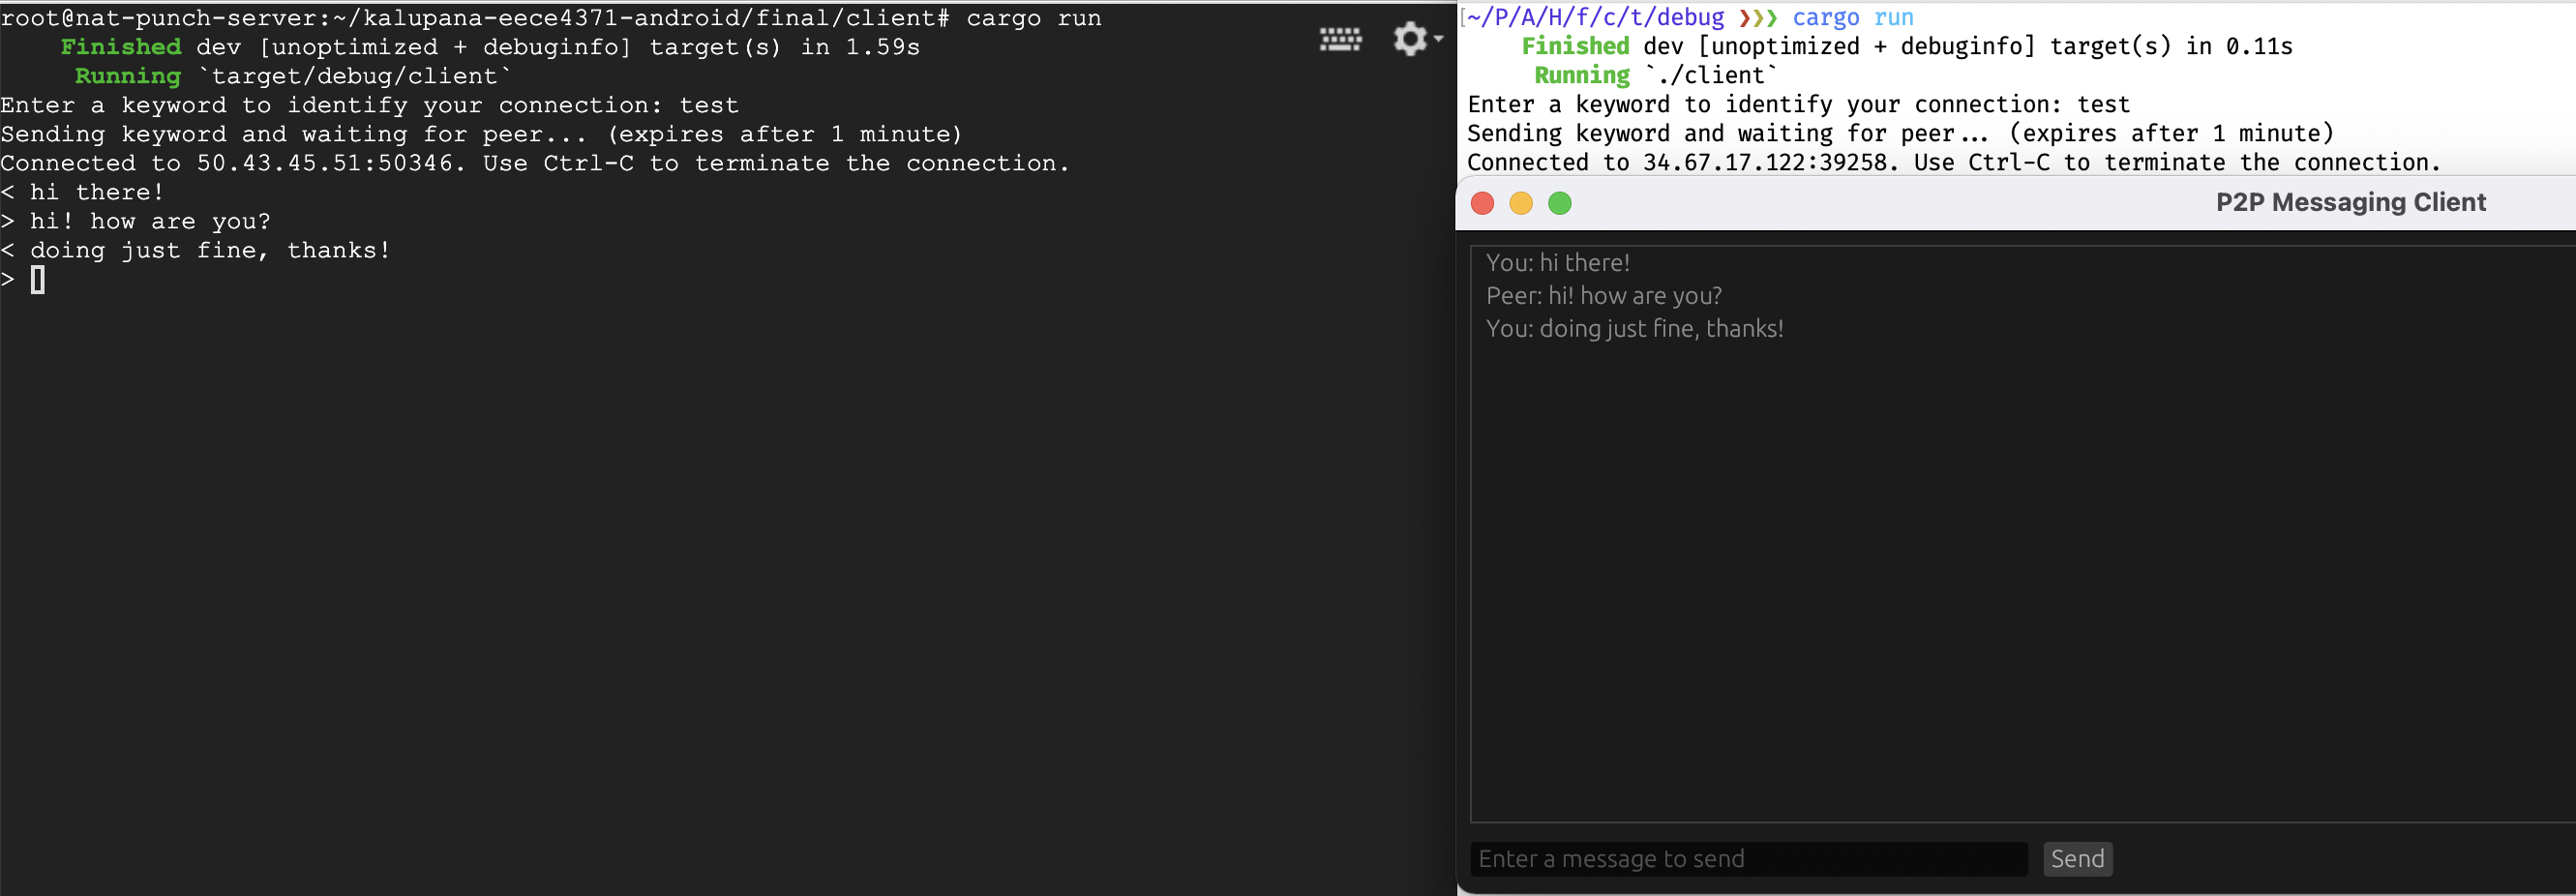 root@nat-punch-server:~/kalupana-eece4371-android/final/client# cargo run
Finished dev [unoptimized + debuginfo] target(s) in 1.59s
Running `target/debug/client`
Enter a keyword to identify your connection: test
Sending keyword and waiting for peer... (expires after 1 minute)
Connected to 50.43.45.51:50346. Use Ctrl-C to terminate the connection.
< hi there!
> hi! how are you?
< doing just fine, thanks!
>
[~/P/A/H/f/c/t/debug ❯❯❯ cargo run
Finished dev [unoptimized + debuginfo] target(s) in 0.11s
Running `./client`
Enter a keyword to identify your connection: test
Sending keyword and waiting for peer... (expires after 1 minute)
Connected to 34.67.17.122:39258. Use Ctrl-C to terminate the connection.
P2P Messaging Client
You: hi there!
Peer: hi! how are you?
You: doing just fine, thanks!
Enter a message to send
Send